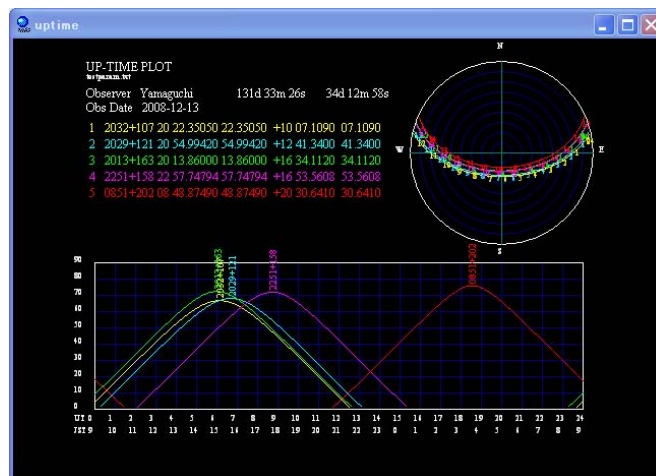 uptime
UP-TIME PLOT
testparam.txt
Observer Yamaguchi 131d 33m 26s 34d 12m 58s
Obs Date 2008-12-13
1 2032+107 20 22.35050 22.35050 +10 07.1090 07.1090
2 2029+121 20 54.99420 54.99420 +12 41.3400 41.3400
3 2013+163 20 13.86000 13.86000 +16 34.1120 34.1120
4 2251+158 22 57.74794 57.74794 +16 53.5608 53.5608
5 0851+202 08 48.87490 48.87490 +20 30.6410 30.6410
N
W
E
S
2013+163
2032+107
2029+121
2251+158
0851+202
90
80
70
60
50
40
30
20
10
0
UT 0 1 2 3 4 5 6 7 8 9 10 11 12 13 14 15 16 17 18 19 20 21 22 23 24
JST 9 10 11 12 13 14 15 16 17 18 19 20 21 22 23 0 1 2 3 4 5 6 7 8 9